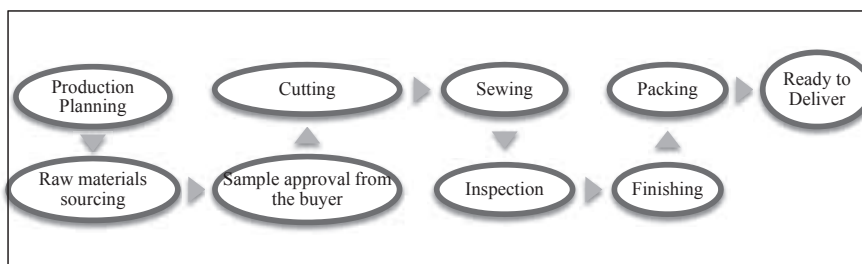 Production
Planning
Raw materials
sourcing
Sample approval from
the buyer
Cutting
Sewing
Inspection
Finishing
Packing
Ready to
Deliver